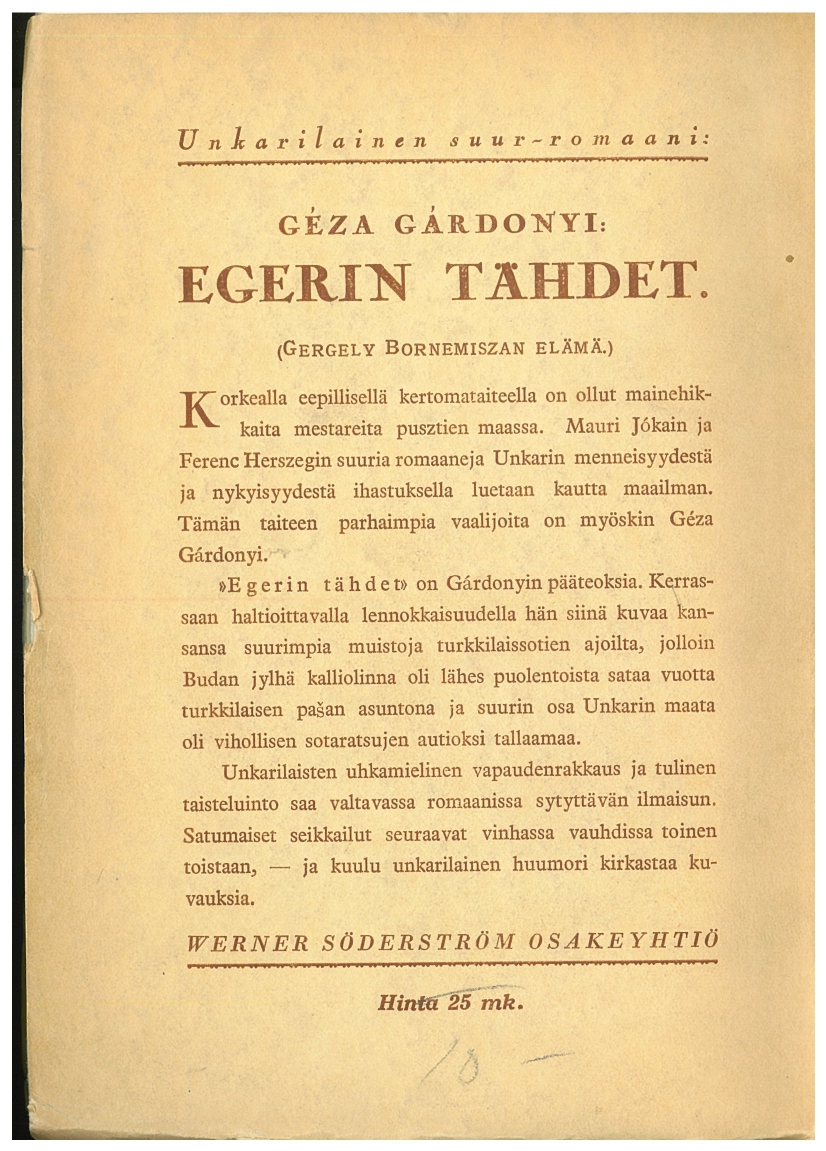 Unkarilainen suur-romaani:
GÉZA GÁRDONYI:
EGERIN TÄHDET.
(GERGELY BORNEMISZAN ELÄMÄ.)
Korkealla eepillisellä kertomataiteella on ollut mainehik-
kaita mestareita pusztien maassa. Mauri Jókain ja
Ferenc Herszegin suuria romaaneja Unkarin menneisyydestä
ja nykyisyydestä ihastuksella luetaan kautta maailman.
Tämän taiteen parhaimpia vaalijoita on myöskin Géza
Gárdonyi.
»Egerin tähdet» on Gárdonyin pääteoksia. Kerras-
saan haltioittavalla lennokkaisuudella hän siinä kuvaa kan-
sansa suurimpia muistoja turkkilaissotien ajoilta, jolloin
Budan jylhä kalliolinna oli lähes puolentoista sataa vuotta
turkkilaisen pašan asuntona ja suurin osa Unkarin maata
oli vihollisen sotaratsujen autioksi tallaamaa.
Unkarilaisten uhkamielinen vapaudenrakkaus ja tulinen
taisteluinto saa valtavassa romaanissa sytyttävän ilmaisun.
Satumaiset seikkailut seuraavat vinhassa vauhdissa toinen
toistaan, — ja kuulu unkarilainen huumori kirkastaa ku-
vauksia.
WERNER SÖDERSTRÖM OSAKEYHTIÖ
Hinta 25 mk.
10 —